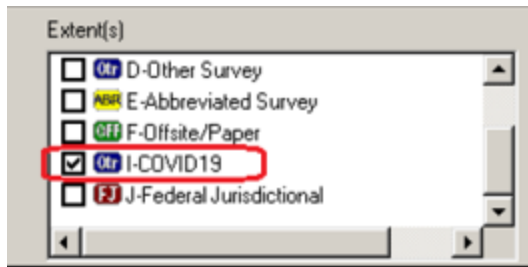 Extent(s)
Otr D-Other Survey
ABR E-Abbreviated Survey
OFF F-Offsite/Paper
Otr I-COVID19
FJ J-Federal Jurisdictional